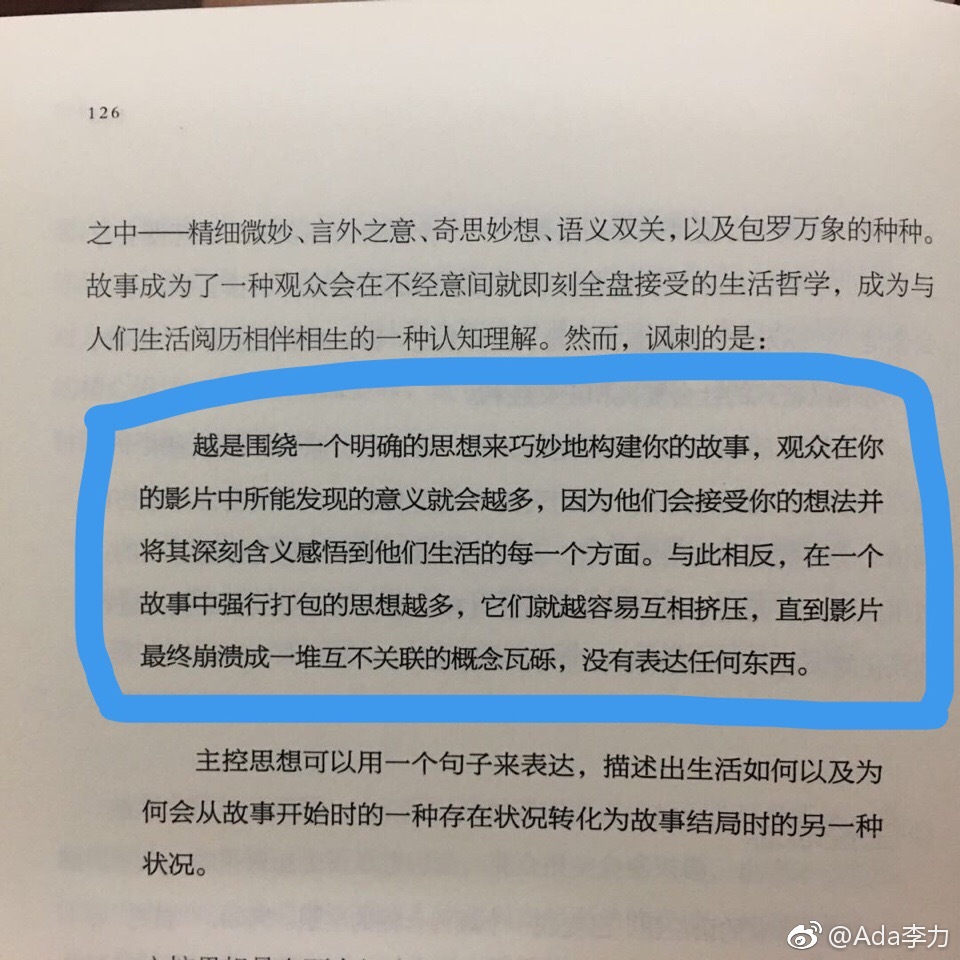 126
之中——精细微妙、言外之意、奇思妙想、语义双关,以及包罗万象的种种。
故事成为了一种观众会在不经意间就即刻全盘接受的生活哲学，成为与
人们生活阅历相伴相生的一种认知理解。然而，讽刺的是：
越是围绕一个明确的思想来巧妙地构建你的故事，观众在你
的影片中所能发现的意义就会越多，因为他们会接受你的想法并
将其深刻含义感悟到他们生活的每一个方面。与此相反，在一个
故事中强行打包的思想越多，它们就越容易互相挤压，直到影片
最终崩溃成一堆互不关联的概念瓦砾，没有表达任何东西。
主控思想可以用一个句子来表达，描述出生活如何以及为
何会从故事开始时的一种存在状况转化为故事结局时的另一种
状况。
@Ada李力